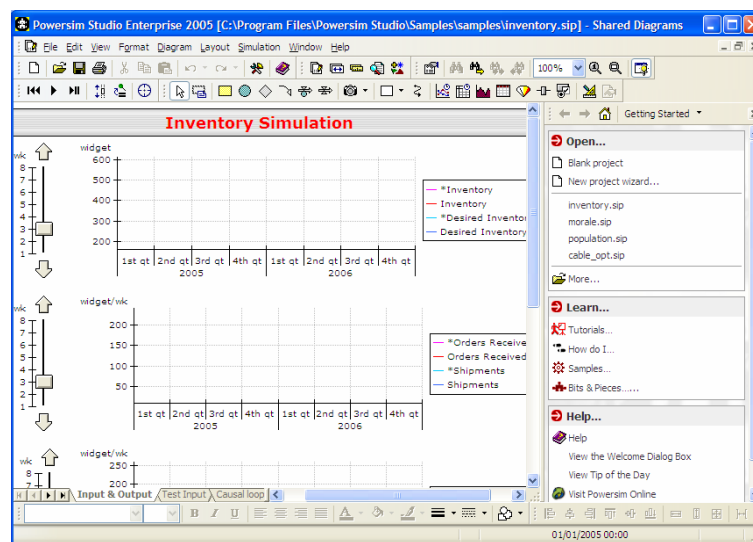 Powersim Studio Enterprise 2005 [C:\Program Files\Powersim Studio\Samples\samples\inventory.sip] - Shared Diagrams
File Edit View Format Diagram Layout Simulation Window Help
100%
Inventory Simulation
Getting Started
wk
8
7
6
5
4
3
2
1
widget
600
500
400
300
200
1st qt 2nd qt 3rd qt 4th qt 1st qt 2nd qt 3rd qt 4th qt
2005 2006
*Inventory
Inventory
*Desired Invento
Desired Inventory
wk
8
7
6
5
4
3
2
1
widget/wk
200
150
100
50
1st qt 2nd qt 3rd qt 4th qt 1st qt 2nd qt 3rd qt 4th qt
2005 2006
*Orders Received
Orders Received
*Shipments
Shipments
wk
8
7
widget/wk
250
200
Input & Output Test Input Causal loop
Open...
Blank project
New project wizard...
inventory.sip
morale.sip
population.sip
cable_opt.sip
More...
Learn...
Tutorials...
How do I...
Samples...
Bits & Pieces......
Help...
Help
View the Welcome Dialog Box
View Tip of the Day
Visit Powersim Online
B I U A
01/01/2005 00:00